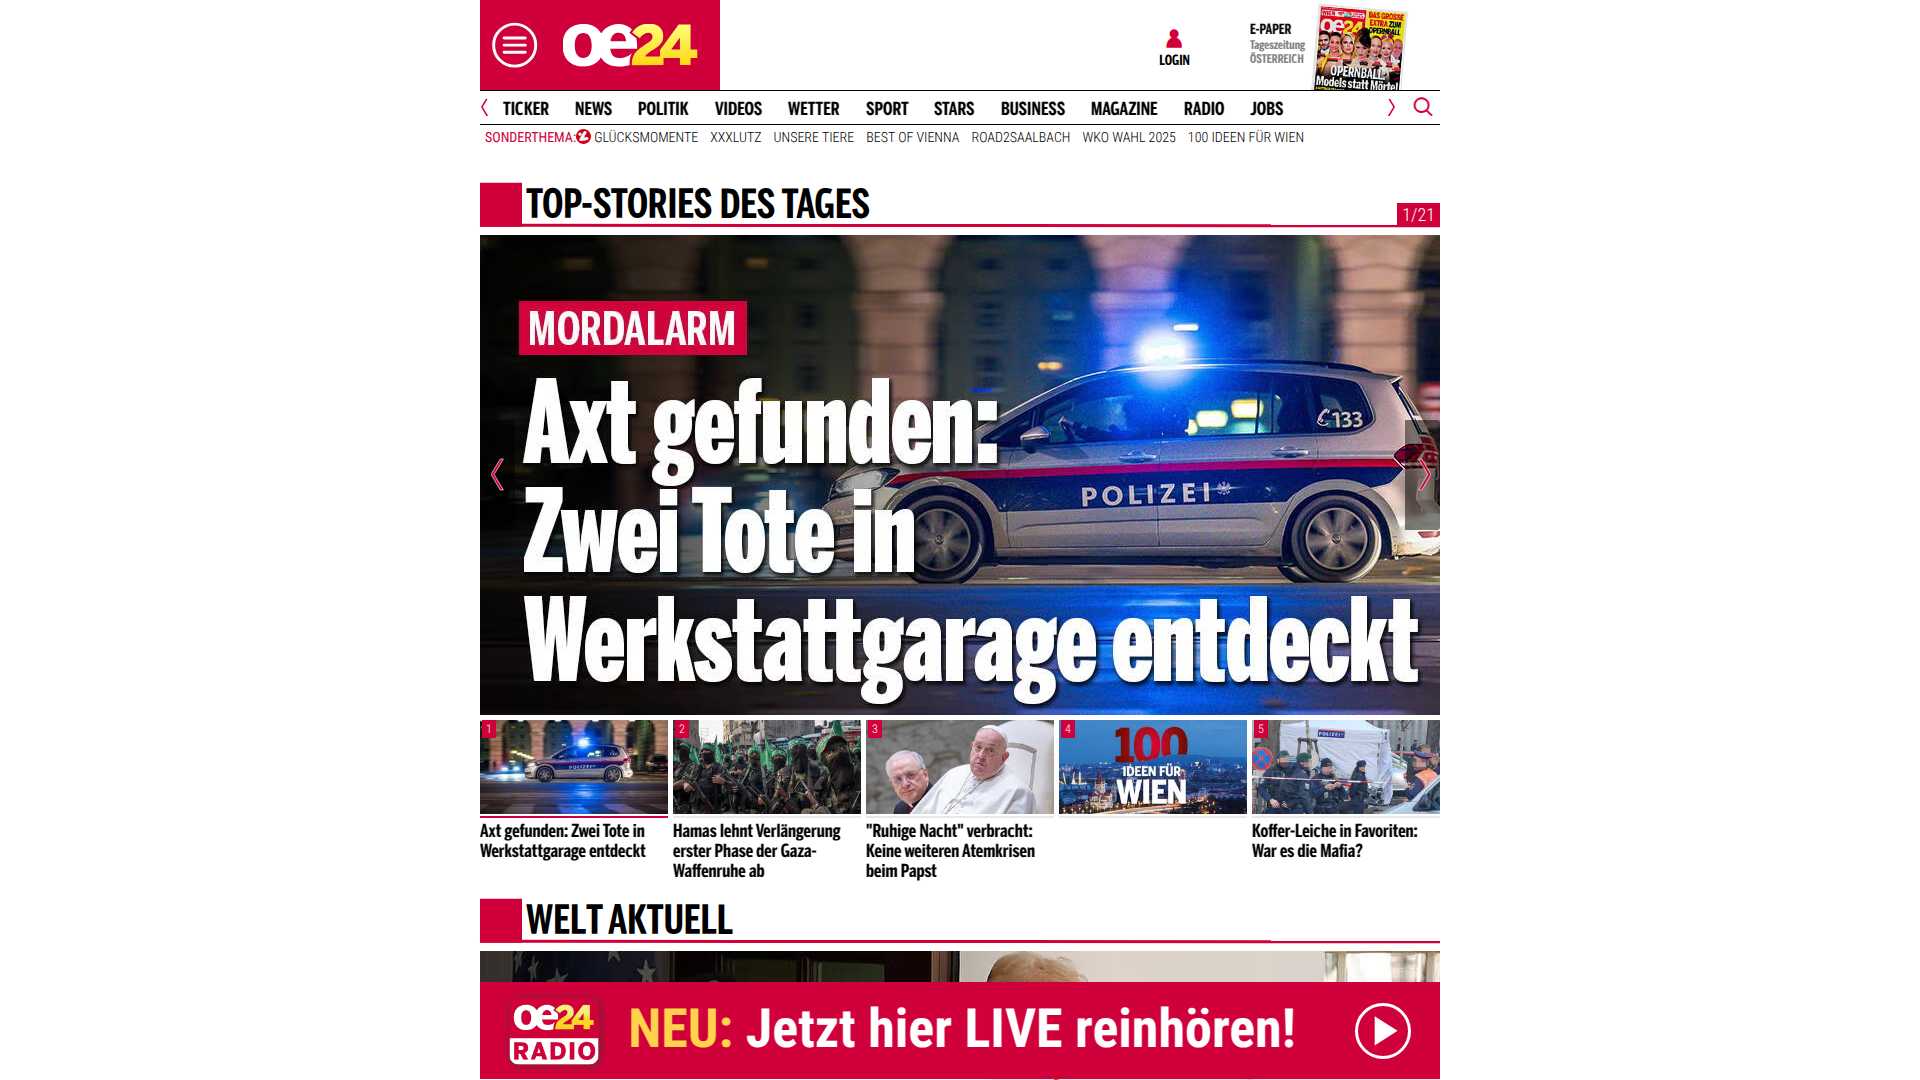 oe24
LOGIN
E-PAPER
Tageszeitung
ÖSTERREICH
WIEN
DAS GROSSE
EXTRA ZUM
OPERNBALL
oe24
OPERNBALL:
Models statt Mörtel
TICKER NEWS POLITIK VIDEOS WETTER SPORT STARS BUSINESS MAGAZINE RADIO JOBS
SONDERTHEMA: GLÜCKSMOMENTE XXXLUTZ UNSERE TIERE BEST OF VIENNA ROAD2SAALBACH WKO WAHL 2025 100 IDEEN FÜR WIEN
TOP-STORIES DES TAGES
1/21
MORDALARM
Axt gefunden:
Zwei Tote in
Werkstattgarage entdeckt
133
POLIZEI
1
POLIZEI
2
3
4
100
IDEEN FÜR
WIEN
5
POLIZEI
Axt gefunden: Zwei Tote in
Werkstattgarage entdeckt
Hamas lehnt Verlängerung
erster Phase der Gaza-
Waffenruhe ab
"Ruhige Nacht" verbracht:
Keine weiteren Atemkrisen
beim Papst
Koffer-Leiche in Favoriten:
War es die Mafia?
WELT AKTUELL
oe24
RADIO
NEU: Jetzt hier LIVE reinhören!